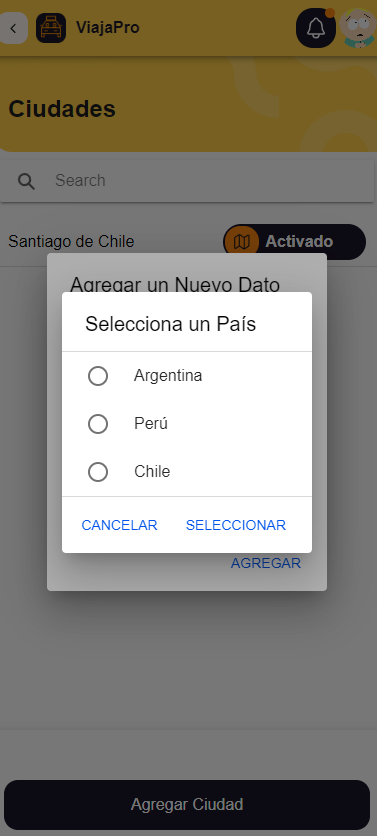 ViajaPro
Ciudades
Search
Santiago de Chile
Activado
Agregar un Nuevo Dato
Selecciona un País
Argentina
Perú
Chile
CANCELAR SELECCIONAR
AGREGAR
Agregar Ciudad